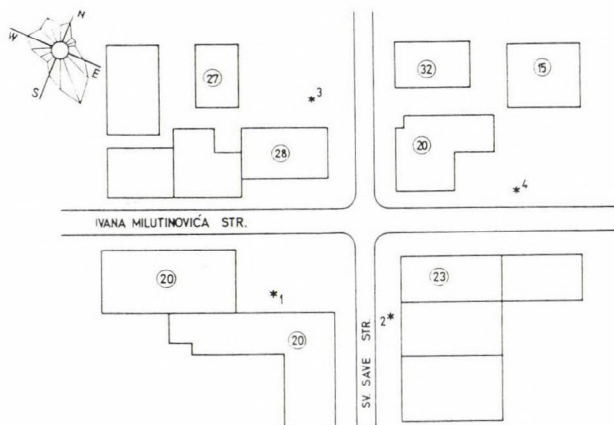 N
W
E
S
27
3
32
15
28
20
4
IVANA MILUTINOVIĆA STR.
20
1
20
23
2
SV. SAVE STR.